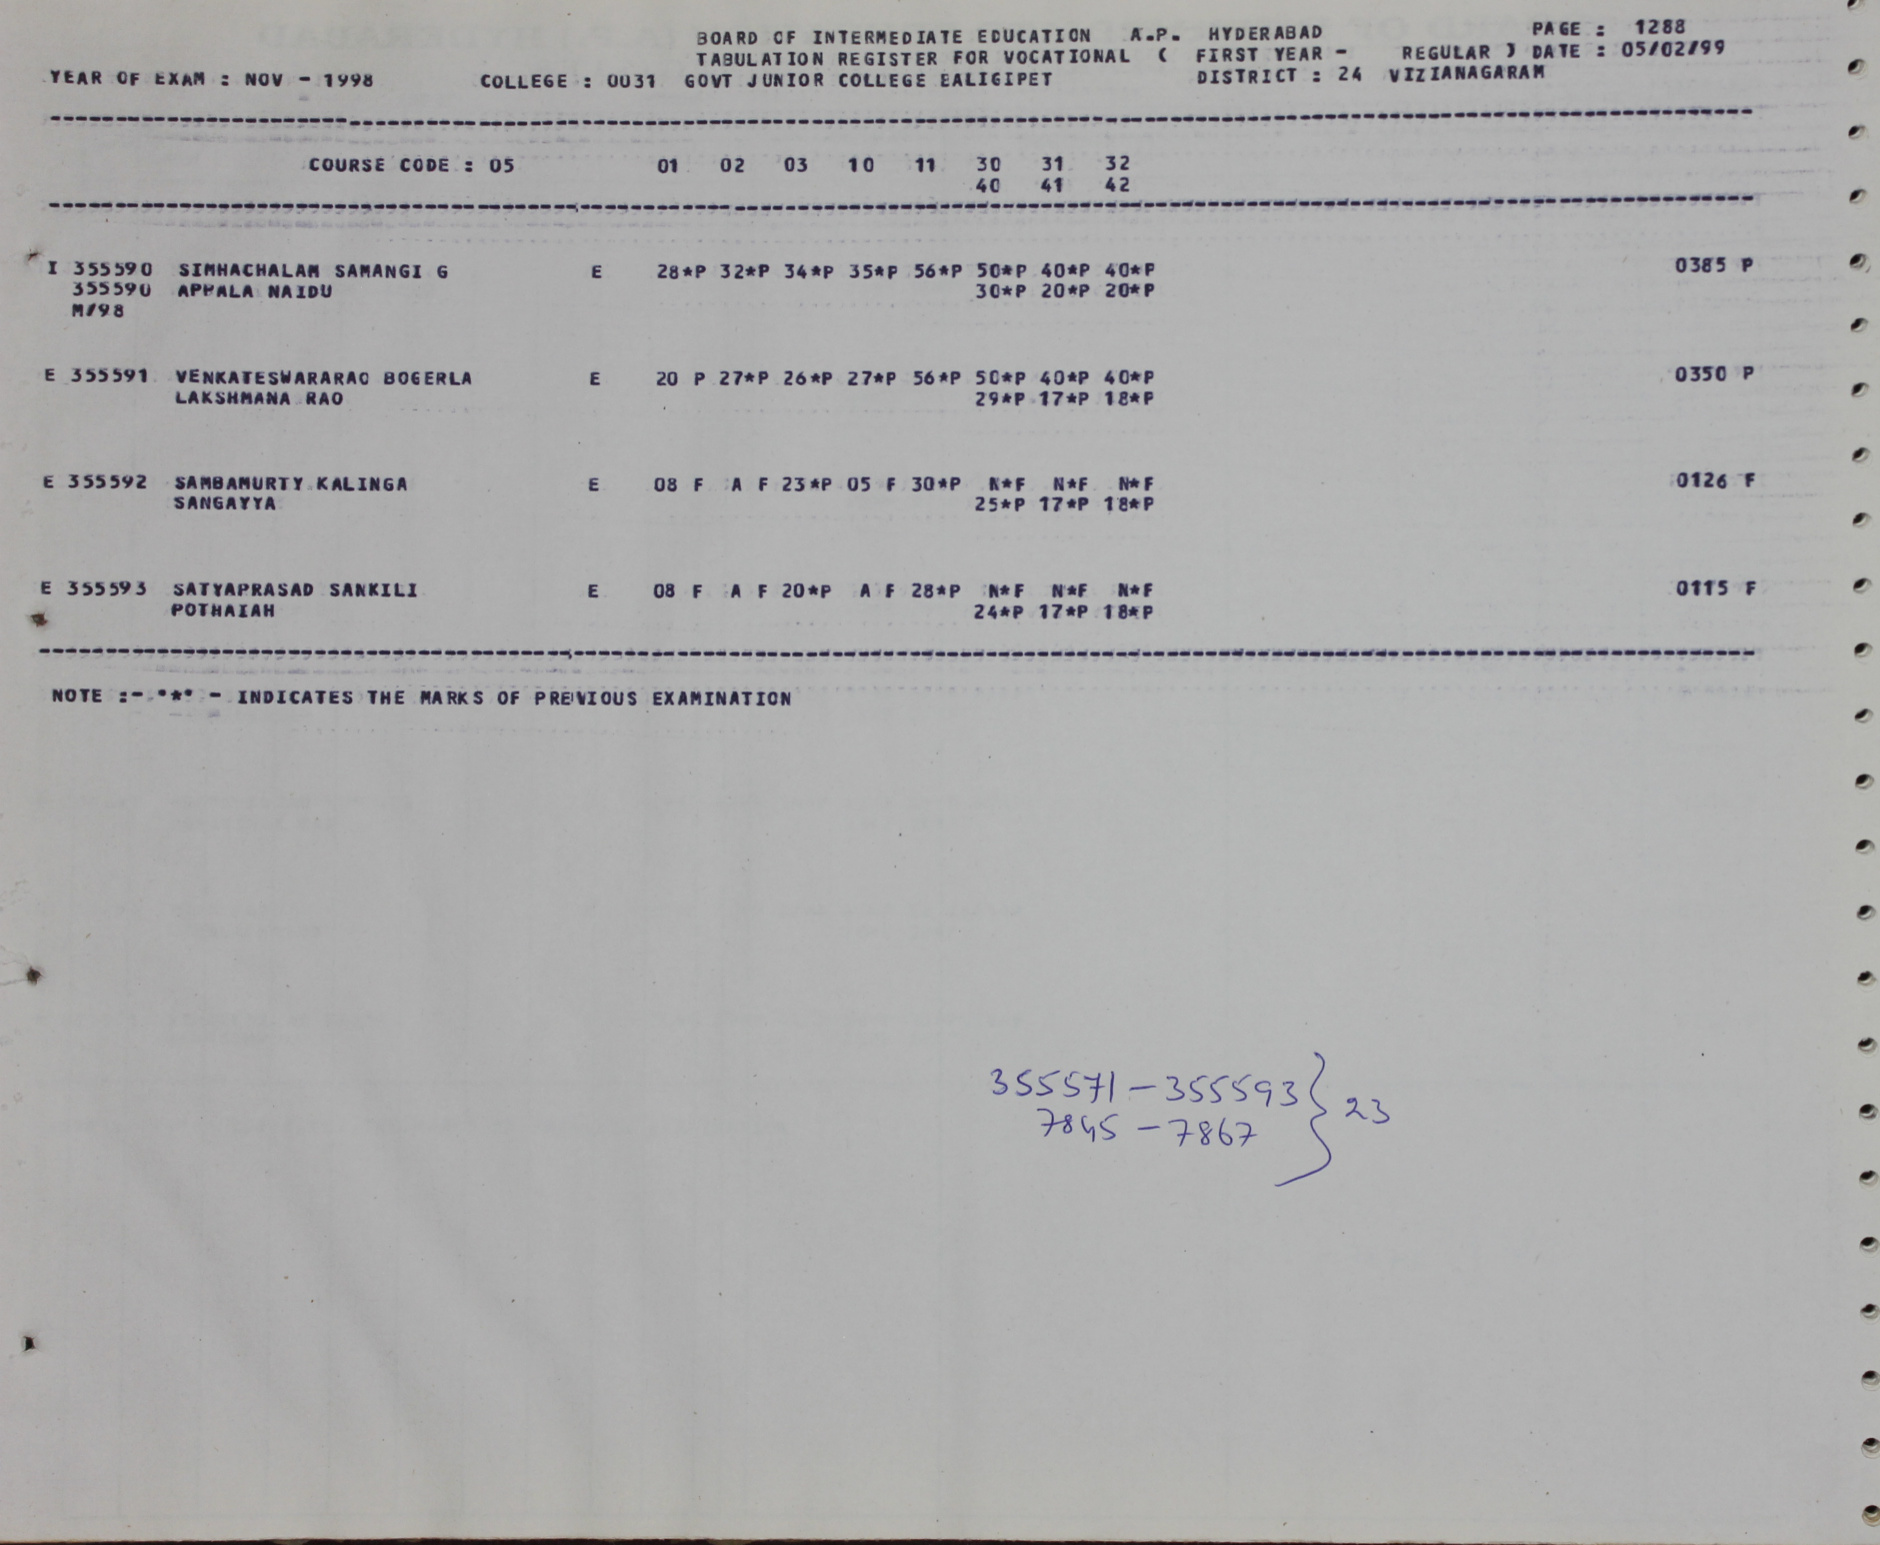 BOARD OF INTERMEDIATE EDUCATION A.P. HYDERABAD PAGE : 1288
TABULATION REGISTER FOR VOCATIONAL ( FIRST YEAR - REGULAR ) DATE : 05/02/99
YEAR OF EXAM : NOV - 1998 COLLEGE : 0031 GOVT JUNIOR COLLEGE BALIGIPET DISTRICT : 24 VIZIANAGARAM
COURSE CODE : 05 01 02 03 10 11 30 31 32
40 41 42
I 355590 SIMHACHALAM SAMANGI G E 28*P 32*P 34*P 35*P 56*P 50*P 40*P 40*P 0385 P
355590 APPALA NAIDU 30*P 20*P 20*P
M/98
E 355591 VENKATESWARARAO BOGERLA E 20 P 27*P 26*P 27*P 56*P 50*P 40*P 40*P 0350 P
LAKSHMANA RAO 29*P 17*P 18*P
E 355592 SAMBAMURTY KALINGA E 08 F A F 23*P 05 F 30*P N*F N*F N*F 0126 F
SANGAYYA 25*P 17*P 18*P
E 355593 SATYAPRASAD SANKILI E 08 F A F 20*P A F 28*P N*F N*F N*F 0115 F
POTHAIAH 24*P 17*P 18*P
NOTE :- "*" - INDICATES THE MARKS OF PREVIOUS EXAMINATION
355571 - 355593 } 23
7845 - 7867